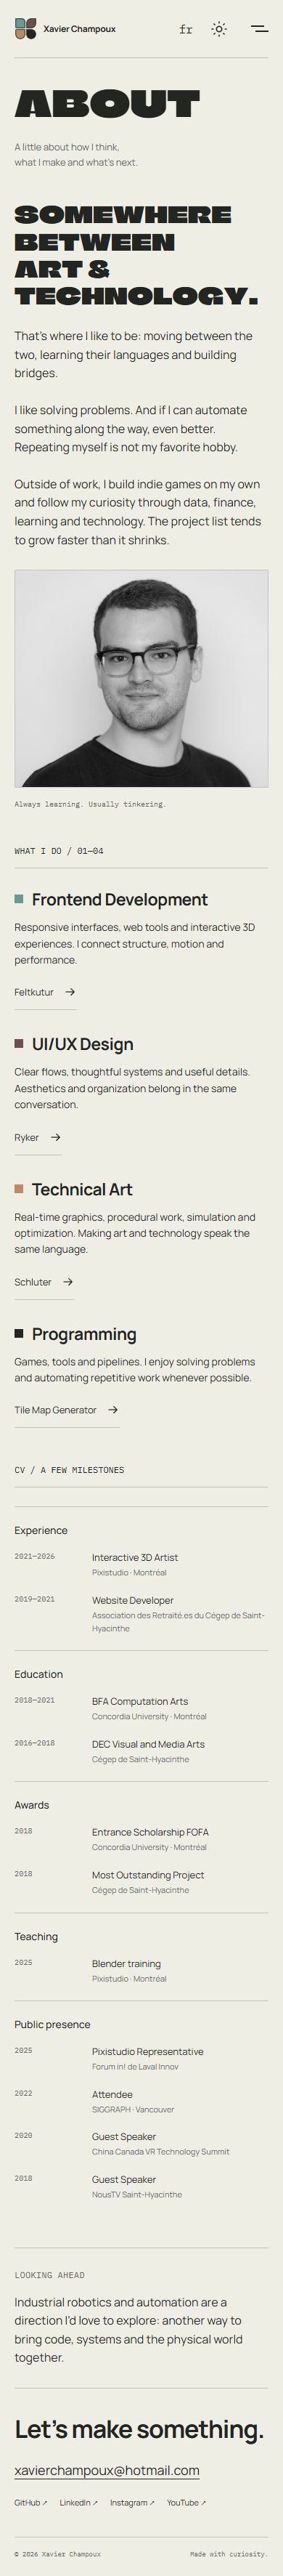 Xavier Champoux
fr
ABOUT
A little about how I think,
what I make and what's next.
SOMEWHERE
BETWEEN
ART &
TECHNOLOGY.
That's where I like to be: moving between the
two, learning their languages and building
bridges.
I like solving problems. And if I can automate
something along the way, even better.
Repeating myself is not my favorite hobby.
Outside of work, I build indie games on my own
and follow my curiosity through data, finance,
learning and technology. The project list tends
to grow faster than it shrinks.
Always learning. Usually tinkering.
WHAT I DO / 01—04
Frontend Development
Responsive interfaces, web tools and interactive 3D
experiences. I connect structure, motion and
performance.
Feltkutur →
UI/UX Design
Clear flows, thoughtful systems and useful details.
Aesthetics and organization belong in the same
conversation.
Ryker →
Technical Art
Real-time graphics, procedural work, simulation and
optimization. Making art and technology speak the
same language.
Schluter →
Programming
Games, tools and pipelines. I enjoy solving problems
and automating repetitive work whenever possible.
Tile Map Generator →
CV / A FEW MILESTONES
Experience
2021—2026 Interactive 3D Artist
Pixistudio · Montréal
2019—2021 Website Developer
Association des Retraité.es du Cégep de Saint-
Hyacinthe
Education
2018—2021 BFA Computation Arts
Concordia University · Montréal
2016—2018 DEC Visual and Media Arts
Cégep de Saint-Hyacinthe
Awards
2018 Entrance Scholarship FOFA
Concordia University · Montréal
2018 Most Outstanding Project
Cégep de Saint-Hyacinthe
Teaching
2025 Blender training
Pixistudio · Montréal
Public presence
2025 Pixistudio Representative
Forum in! de Laval Innov
2022 Attendee
SIGGRAPH · Vancouver
2020 Guest Speaker
China Canada VR Technology Summit
2018 Guest Speaker
NousTV Saint-Hyacinthe
LOOKING AHEAD
Industrial robotics and automation are a
direction I'd love to explore: another way to
bring code, systems and the physical world
together.
Let's make something.
xavierchampoux@hotmail.com
GitHub ↗ LinkedIn ↗ Instagram ↗ YouTube ↗
© 2026 Xavier Champoux Made with curiosity.